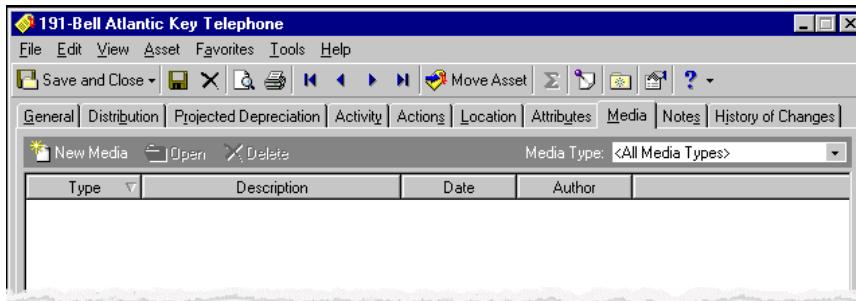 191-Bell Atlantic Key Telephone
File Edit View Asset Favorites Tools Help
Save and Close Move Asset Σ ?
General Distribution Projected Depreciation Activity Actions Location Attributes Media Notes History of Changes
New Media Open Delete Media Type: <All Media Types>
Type Description Date Author